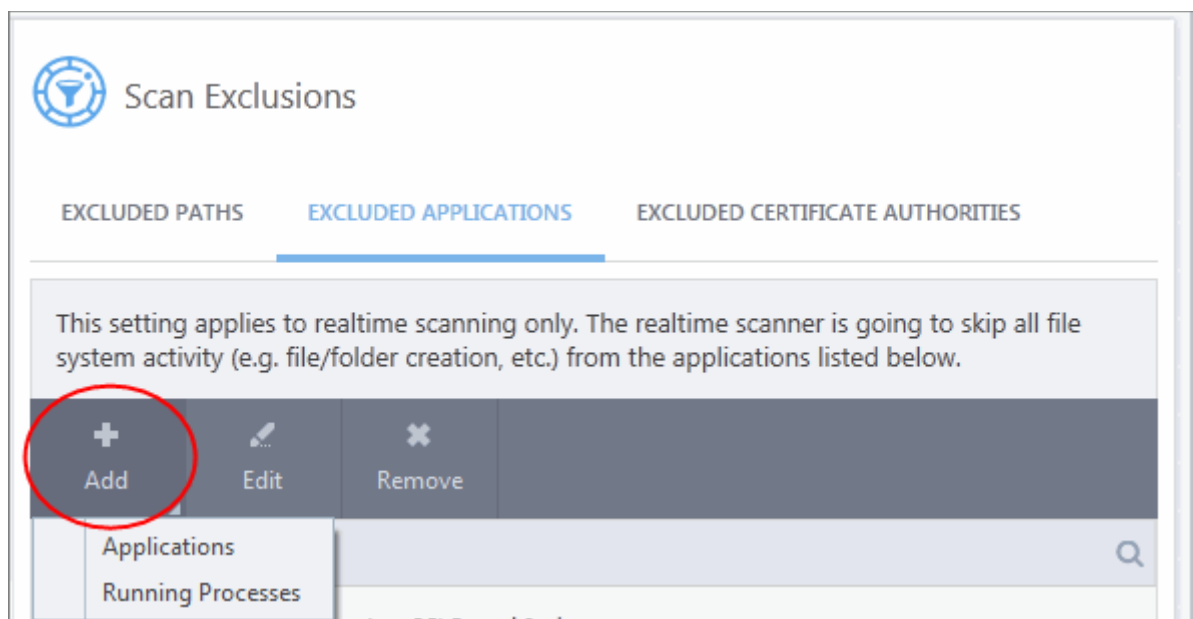 Scan Exclusions
EXCLUDED PATHS EXCLUDED APPLICATIONS EXCLUDED CERTIFICATE AUTHORITIES
This setting applies to realtime scanning only. The realtime scanner is going to skip all file
system activity (e.g. file/folder creation, etc.) from the applications listed below.
Add Edit Remove
Applications
Running Processes